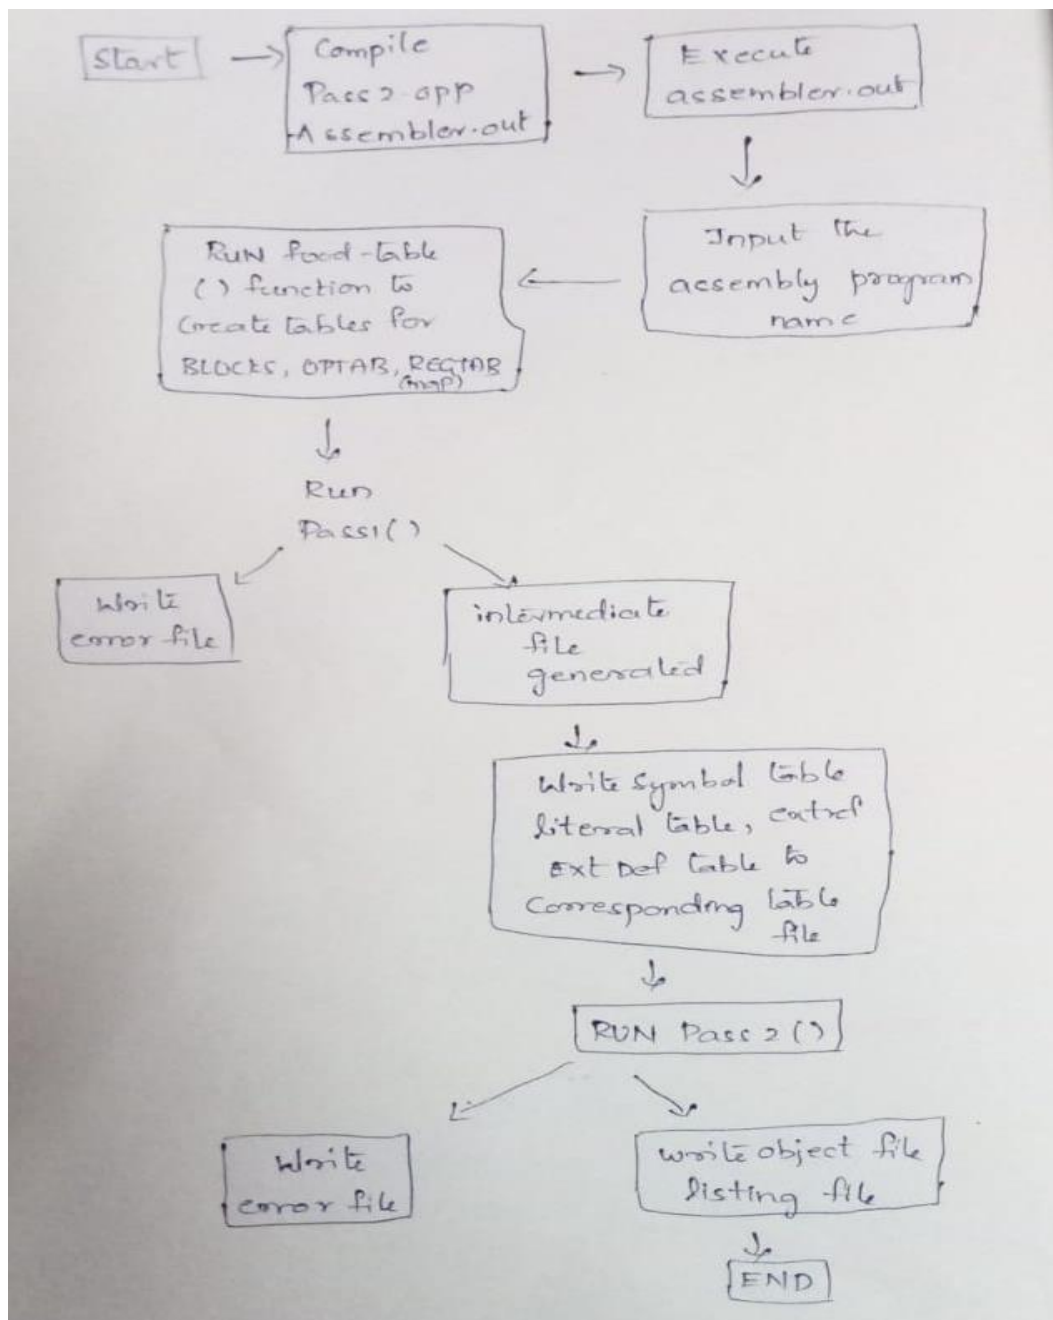 Start
Compile
Pass2.cpp
Assembler.out
Execute
assembler.out
Input the
assembly program
name
RUN food-table
() function to
Create tables for
BLOCKS, OPTAB, REGTAB
(map)
Run
Pass1()
Write
error file
intermediate
file
generated
Write Symbol table
literal table, extref
Ext Def table to
Corresponding table
file
RUN Pass2()
Write
error file
write object file
listing file
END